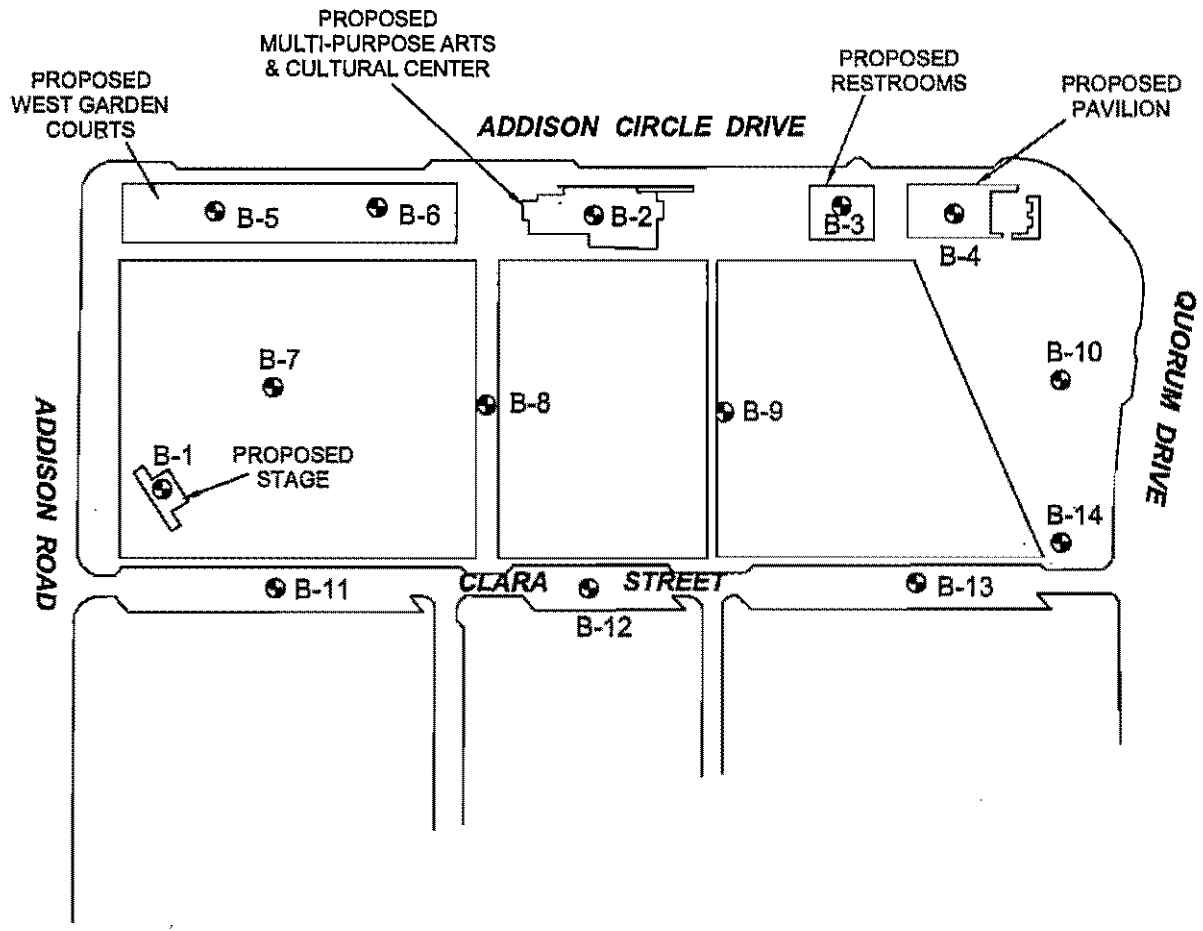 PROPOSED
MULTI-PURPOSE ARTS
& CULTURAL CENTER
PROPOSED
WEST GARDEN
COURTS
PROPOSED
RESTROOMS
PROPOSED
PAVILION
ADDISON CIRCLE DRIVE
B-5
B-6
B-2
B-3
B-4
QUORUM DRIVE
B-7
B-8
B-9
B-10
ADDISON ROAD
B-1
PROPOSED
STAGE
B-14
B-11
CLARA STREET
B-12
B-13